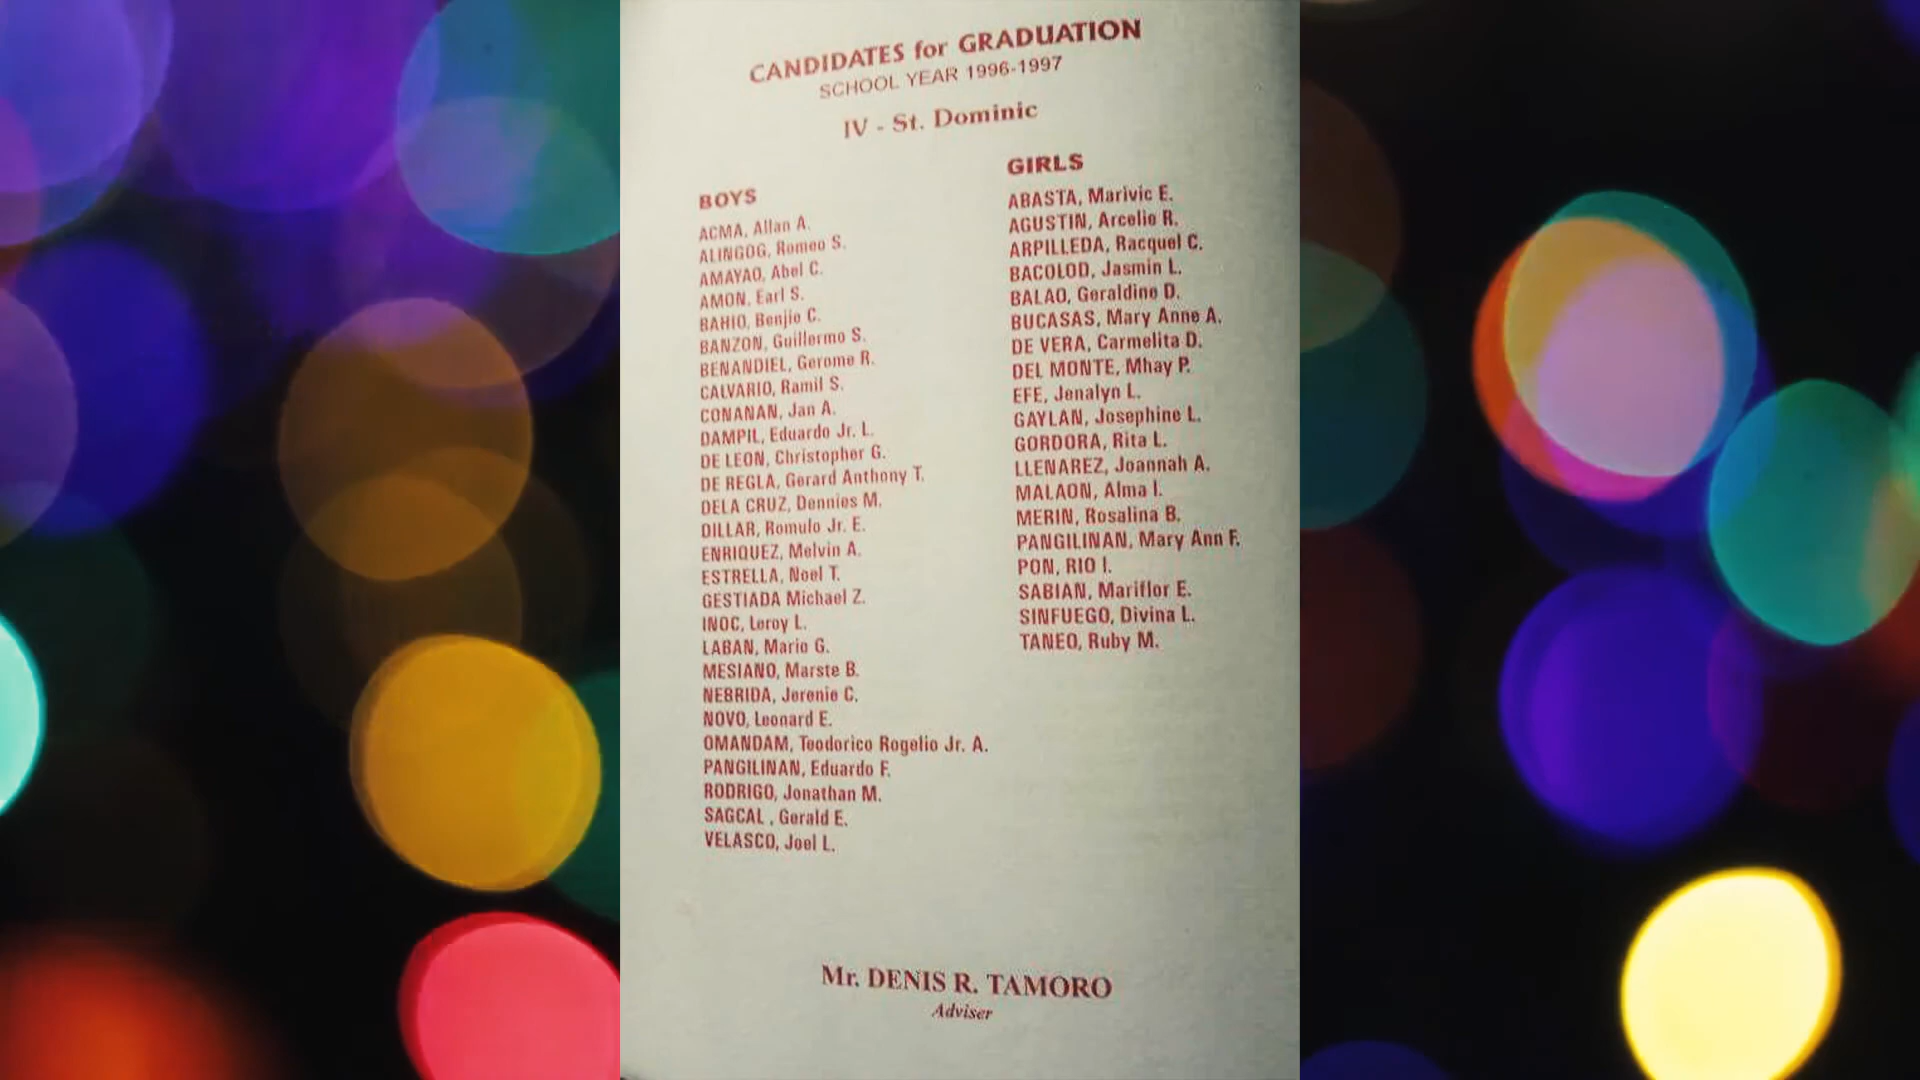 CANDIDATES for GRADUATION
SCHOOL YEAR 1996-1997
IV - St. Dominic
BOYS
ACMA, Allan A.
ALINGOG, Romeo S.
AMAYAO, Abel C.
AMON, Earl S.
BAHIO, Benjie C.
BANZON, Guillermo S.
BENANDIEL, Gerome R.
CALVARIO, Ramil S.
CONANAN, Jan A.
DAMPIL, Eduardo Jr. L.
DE LEON, Christopher G.
DE REGLA, Gerard Anthony T.
DELA CRUZ, Dennies M.
DILLAR, Romulo Jr. E.
ENRIQUEZ, Melvin A.
ESTRELLA, Noel T.
GESTIADA Michael Z.
INOC, Leroy L.
LABAN, Mario G.
MESIANO, Marste B.
NEBRIDA, Jerenie C.
NOVO, Leonard E.
OMANDAM, Teodorico Rogelio Jr. A.
PANGILINAN, Eduardo F.
RODRIGO, Jonathan M.
SAGCAL , Gerald E.
VELASCO, Joel L.
GIRLS
ABASTA, Marivic E.
AGUSTIN, Arcelie R.
ARPILLEDA, Racquel C.
BACOLOD, Jasmin L.
BALAO, Geraldine D.
BUCASAS, Mary Anne A.
DE VERA, Carmelita D.
DEL MONTE, Mhay P.
EFE, Jenalyn L.
GAYLAN, Josephine L.
GORDORA, Rita L.
LLENAREZ, Joannah A.
MALAON, Alma I.
MERIN, Rosalina B.
PANGILINAN, Mary Ann F.
PON, RIO I.
SABIAN, Mariflor E.
SINFUEGO, Divina L.
TANEO, Ruby M.
Mr. DENIS R. TAMORO
Adviser